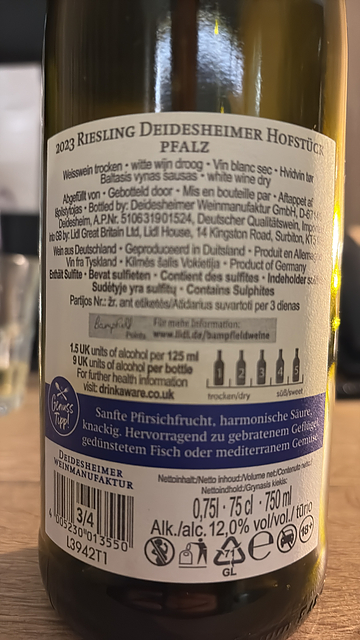 2023 RIESLING DEIDESHEIMER HOFSTÜCK
PFALZ
Weisswein trocken • witte wijn droog • Vin blanc sec • Hvidvin tør
Baltasis vynas sausas • white wine dry
Abgefüllt von • Gebotteld door • Mis en bouteille par • Aftappet af
Išpilstytojas • Bottled by: Deidesheimer Weinmanufaktur GmbH, D-671
Deidesheim, A.P.Nr. 510631901524, Deutscher Qualitätswein,
into GB by: Lidl Great Britain Ltd, Lidl House, 14 Kingston Road, Surbiton, KT5
Wein aus Deutschland • Geproduceerd in Duitsland • Produit en
Vin fra Tyskland • Kilmės šalis Vokietija • Product of Germany
Enthält Sulfite • Bevat sulfieten • Contient des sulfites • Indeholder
Sudėtyje yra sulfitų • Contains Sulphites
Partijos Nr.: žr. ant etiketės/Atidarius suvartoti per 3 dienas
Bampfield
Points
Für mehr Information:
www.lidl.de/bampfieldweine
1.5 UK units of alcohol per 125 ml
9 UK units of alcohol per bottle
For further health information
visit: drinkaware.co.uk
1 2 3 4 5
trocken/dry süß/sweet
Genuss
Tipp!
Sanfte Pfirsichfrucht, harmonische Säure,
knackig. Hervorragend zu gebratenem Geflügel,
gedünstetem Fisch oder mediterranem Gemüse.
DEIDESHEIMER
WEINMANUFAKTUR
Nettoinhalt:/Netto inhoud:/Volume net:/Contenuto netto:/
Nettoindhold:/Grynasis kiekis:
0,75l · 75 cl · 750 ml
Alk./alc. 12,0% vol/vol./ tūrio
3/4
4 005230 013550
L3942T1
GL
18+